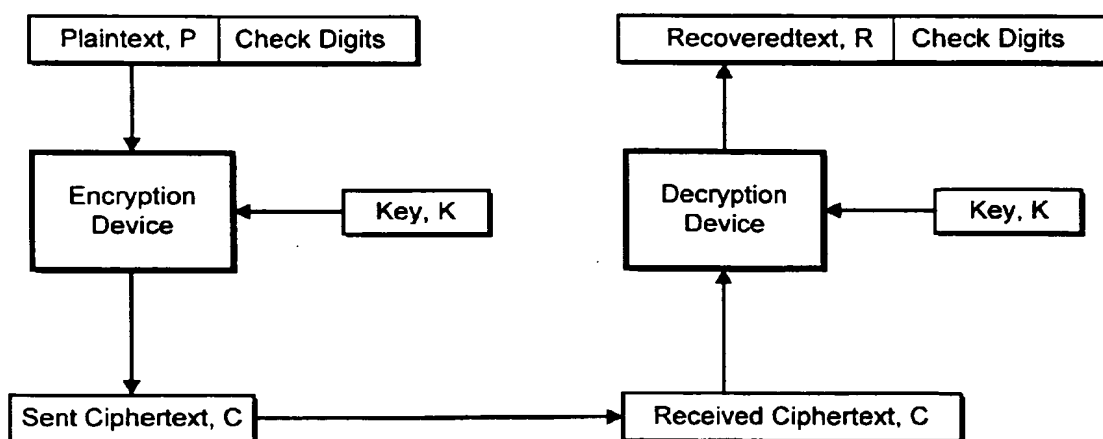 Plaintext, P Check Digits
Recoveredtext, R Check Digits
Encryption
Device
Key, K
Decryption
Device
Key, K
Sent Ciphertext, C
Received Ciphertext, C